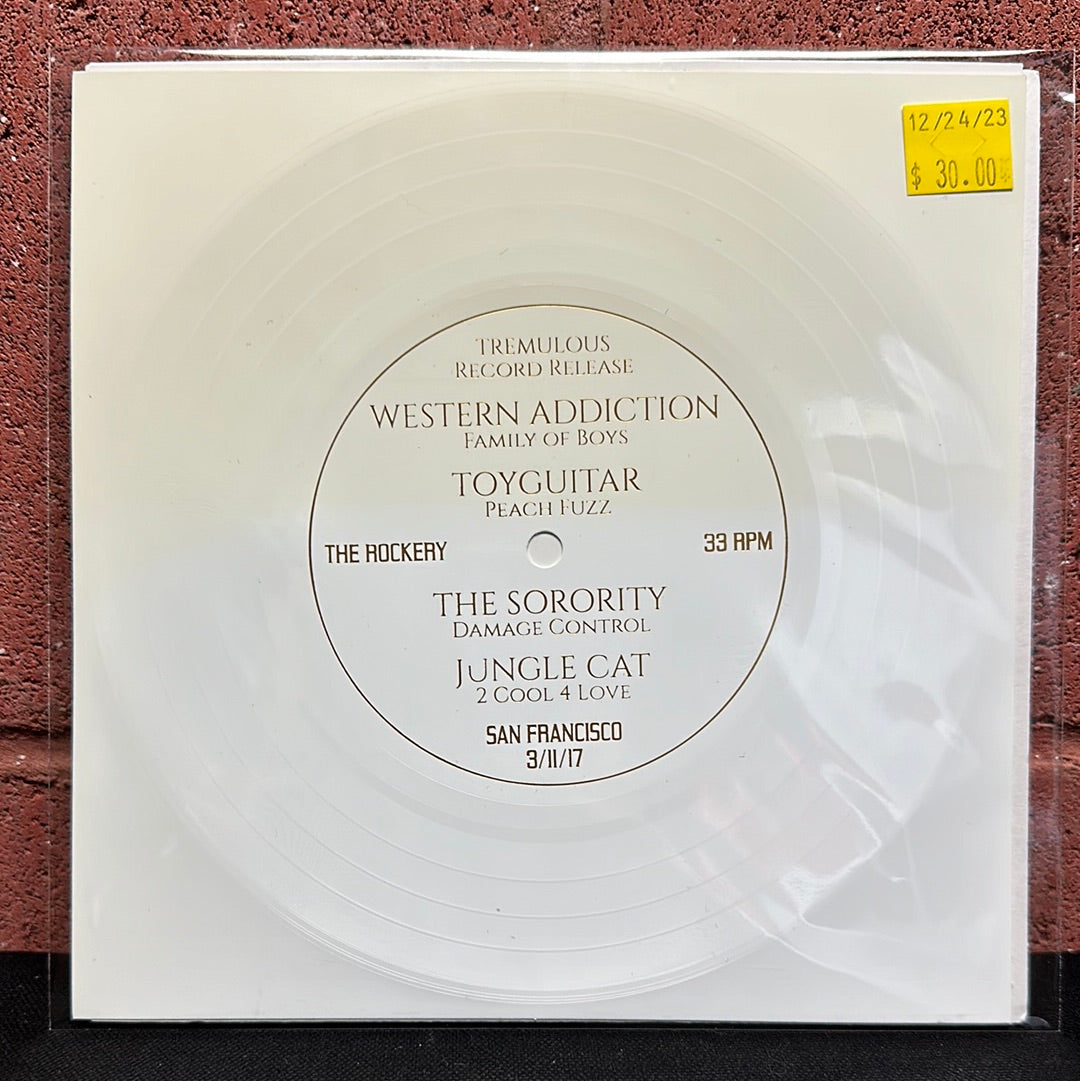 12/24/23
$ 30.00
TREMULOUS
RECORD RELEASE
WESTERN ADDICTION
FAMILY OF BOYS
TOYGUITAR
PEACH FUZZ
THE ROCKERY
33 RPM
THE SORORITY
DAMAGE CONTROL
JUNGLE CAT
2 COOL 4 LOVE
SAN FRANCISCO
3/11/17